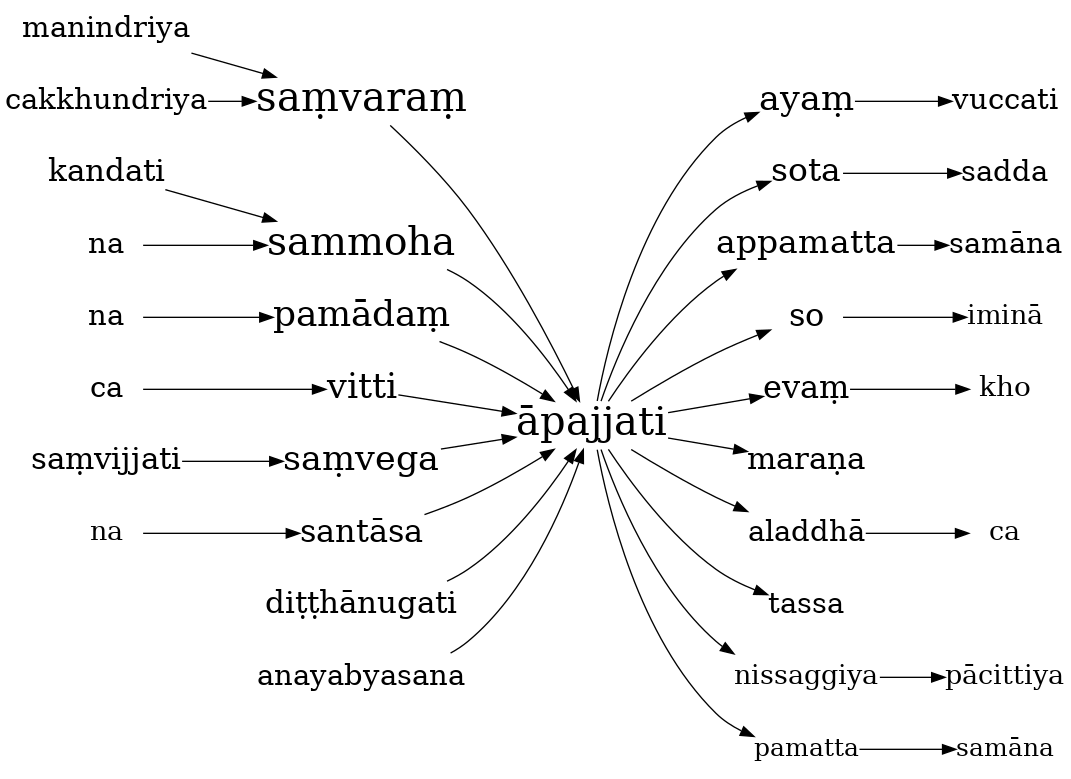 manindriya
cakkhundriya saṃvaraṃ ayaṃ vuccati
kandati sota sadda
na sammoha appamatta samāna
na pamādaṃ so iminā
ca vitti evaṃ kho
āpajjati
saṃvijjati saṃvega maraṇa
na santāsa aladdhā ca
diṭṭhānugati tassa
anayabyasana nissaggiya pācittiya
pamatta samāna